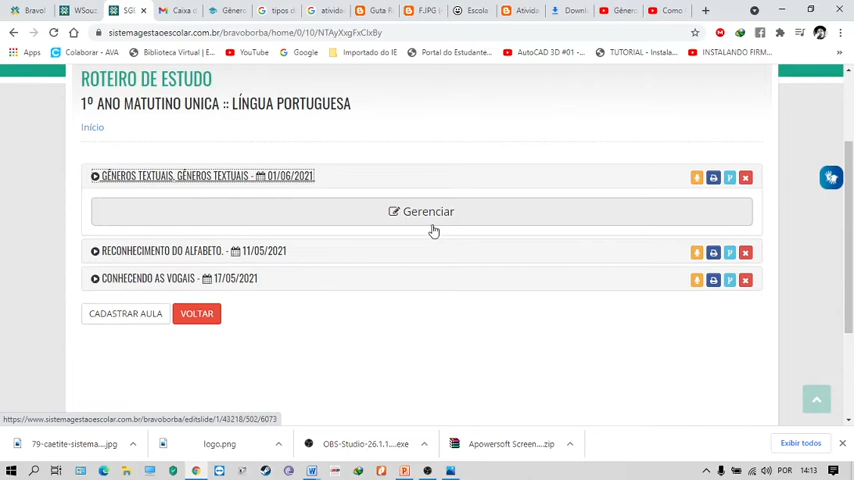 Bravo!
WSouz
SGI
Caixa d
Gêner
tipos d
ativida
Guta F
F.JPG (
Escola
Ativida
Downl
Gêner
Como
sistemagestaoescolar.com.br/bravoborba/home/0/10/NTAyXxgFxClxBy
Apps
Colaborar - AVA
Biblioteca Virtual (E...
YouTube
Google
Importado do IE
Portal do Estudante...
AutoCAD 3D #01 -...
TUTORIAL - Instala...
INSTALANDO FIRM...
ROTEIRO DE ESTUDO
1º ANO MATUTINO UNICA :: LÍNGUA PORTUGUESA
Início
GÊNEROS TEXTUAIS, GÊNEROS TEXTUAIS - 01/06/2021
Gerenciar
RECONHECIMENTO DO ALFABETO. - 11/05/2021
CONHECENDO AS VOGAIS - 17/05/2021
CADASTRAR AULA
VOLTAR
https://www.sistemagestaoescolar.com.br/bravoborba/editslide/1/43218/502/6073
79-caetite-sistema....jpg
logo.png
OBS-Studio-26.1.1....exe
Apowersoft Screen....zip
Exibir todos
POR
14:13